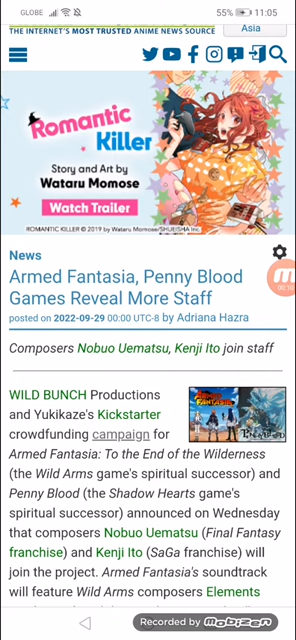 GLOBE 55% 11:05
THE INTERNET'S MOST TRUSTED ANIME NEWS SOURCE
Asia
Romantic
Killer
Story and Art by
Wataru Momose
Watch Trailer
ROMANTIC KILLER © 2019 by Wataru Momose/SHUEISHA Inc.
News
Armed Fantasia, Penny Blood
Games Reveal More Staff
posted on 2022-09-29 00:00 UTC-8 by Adriana Hazra
00:10
Composers Nobuo Uematsu, Kenji Ito join staff
WILD BUNCH Productions
and Yukikaze's Kickstarter
crowdfunding campaign for
ARMED FANTASIA
PENNY BLOOD
Armed Fantasia: To the End of the Wilderness
(the Wild Arms game's spiritual successor) and
Penny Blood (the Shadow Hearts game's
spiritual successor) announced on Wednesday
that composers Nobuo Uematsu (Final Fantasy
franchise) and Kenji Ito (SaGa franchise) will
join the project. Armed Fantasia's soundtrack
will feature Wild Arms composers Elements
Recorded by mobizen